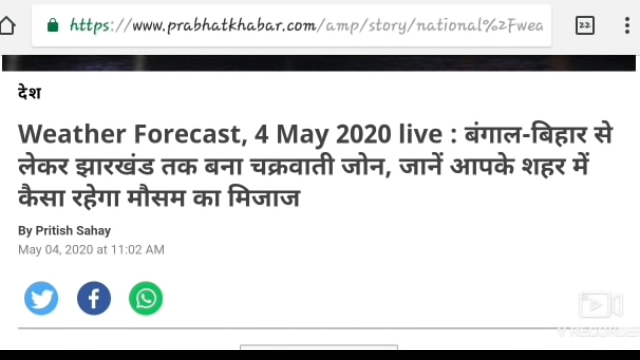 https://www.prabhatkhabar.com/amp/story/national%2Fwea
22
देश
Weather Forecast, 4 May 2020 live : बंगाल-बिहार से
लेकर झारखंड तक बना चक्रवाती जोन, जानें आपके शहर में
कैसा रहेगा मौसम का मिजाज
By Pritish Sahay
May 04, 2020 at 11:02 AM